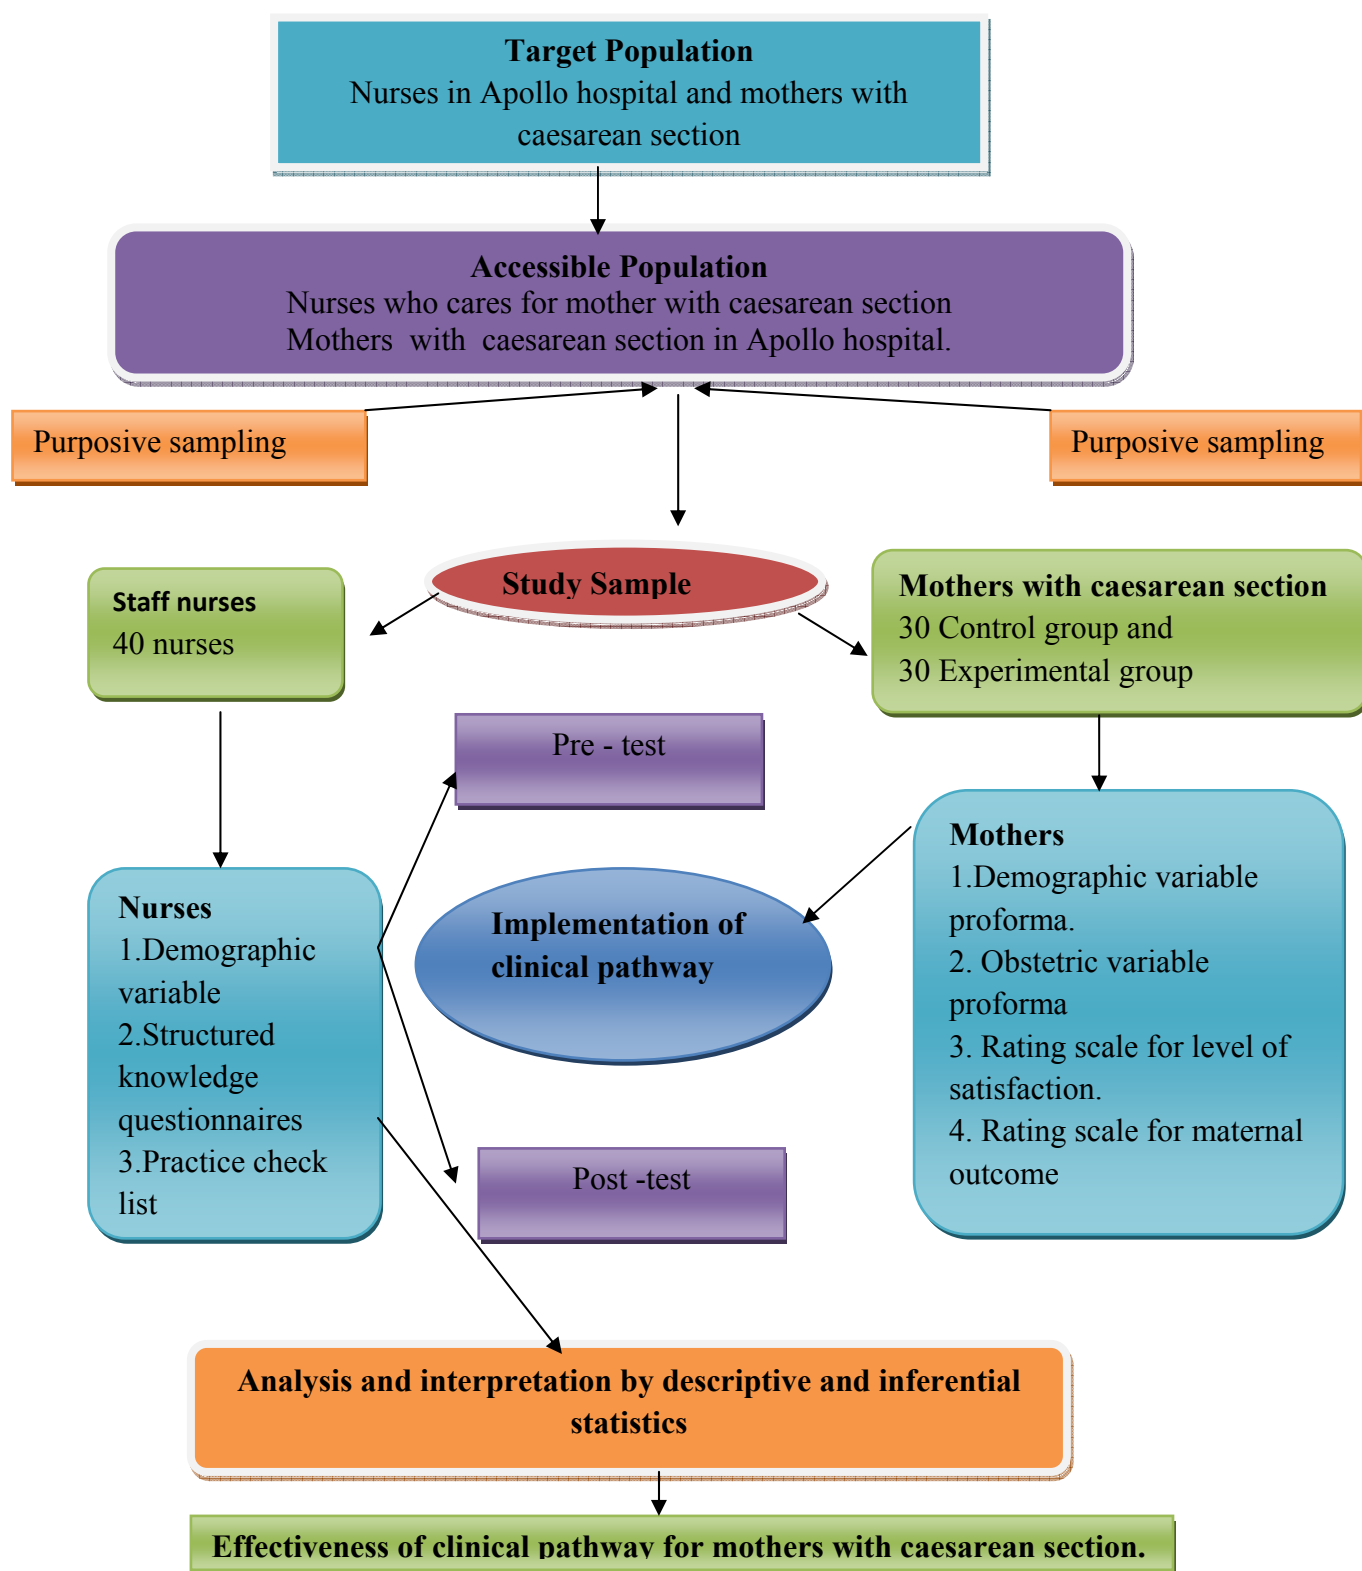 Target Population
Nurses in Apollo hospital and mothers with
caesarean section
Accessible Population
Nurses who cares for mother with caesarean section
Mothers with caesarean section in Apollo hospital.
Purposive sampling
Purposive sampling
Study Sample
Staff nurses
40 nurses
Mothers with caesarean section
30 Control group and
30 Experimental group
Pre - test
Nurses
1.Demographic
variable
2.Structured
knowledge
questionnaires
3.Practice check
list
Implementation of
clinical pathway
Mothers
1.Demographic variable
proforma.
2. Obstetric variable
proforma
3. Rating scale for level of
satisfaction.
4. Rating scale for maternal
outcome
Post -test
Analysis and interpretation by descriptive and inferential
statistics
Effectiveness of clinical pathway for mothers with caesarean section.